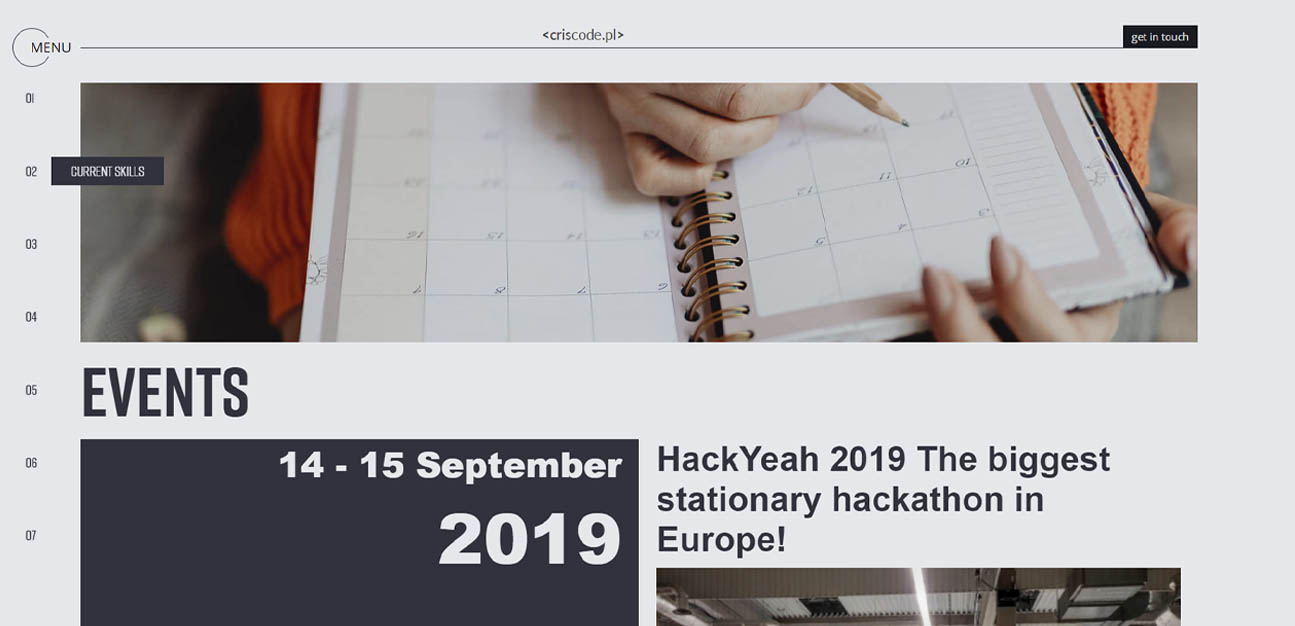 MENU
<criscode.pl>
get in touch
01
02
CURRENT SKILLS
03
04
05
06
07
EVENTS
14 - 15 September
2019
HackYeah 2019 The biggest
stationary hackathon in
Europe!